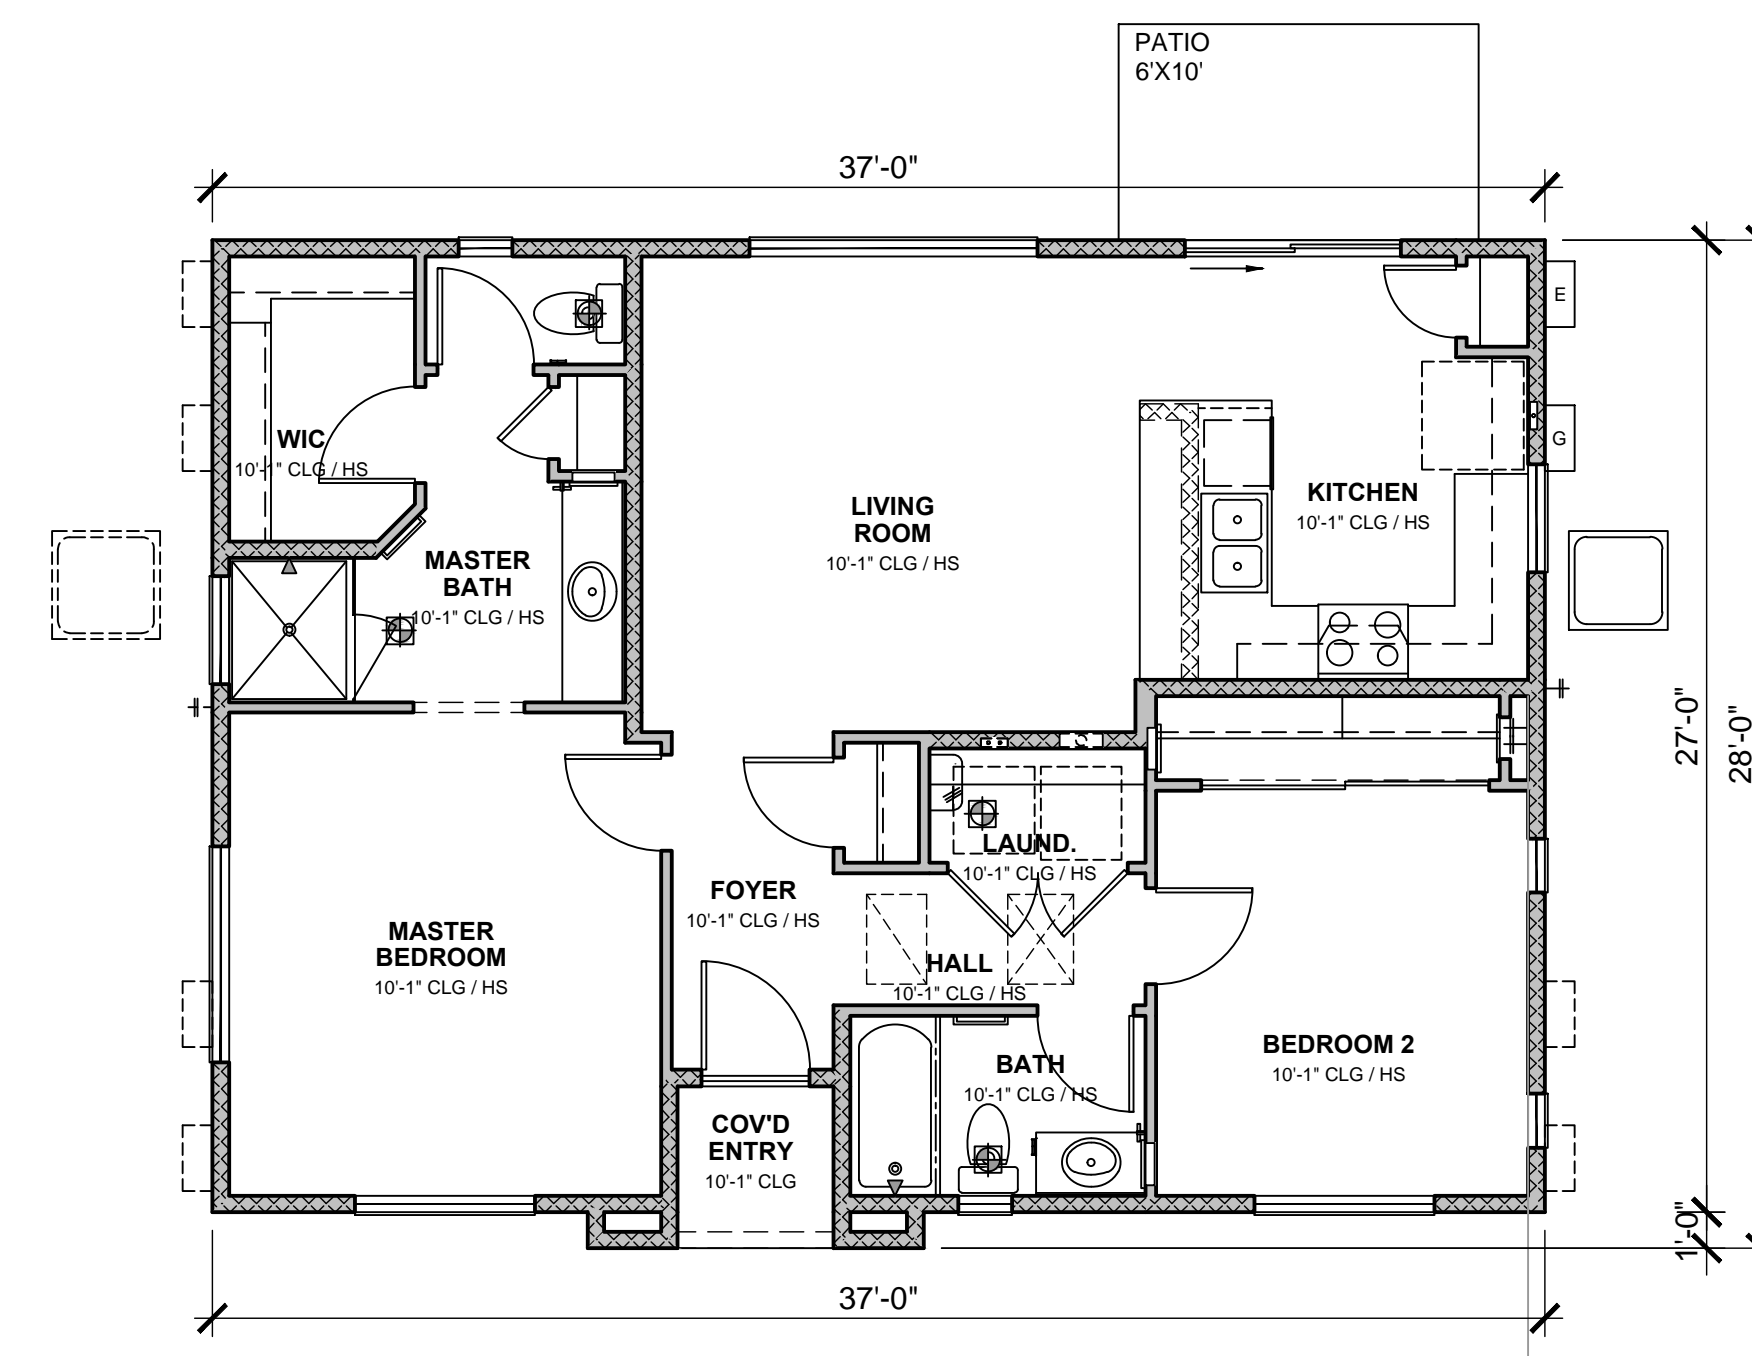 PATIO
6'X10'
37'-0"
E
G
WIC
10'-1" CLG / HS
LIVING
ROOM
10'-1" CLG / HS
KITCHEN
10'-1" CLG / HS
MASTER
BATH
10'-1" CLG / HS
27'-0"
28'-0"
LAUND.
10'-1" CLG / HS
FOYER
10'-1" CLG / HS
MASTER
BEDROOM
10'-1" CLG / HS
HALL
10'-1" CLG / HS
BEDROOM 2
10'-1" CLG / HS
BATH
10'-1" CLG / HS
COV'D
ENTRY
10'-1" CLG
1'-0"
37'-0"